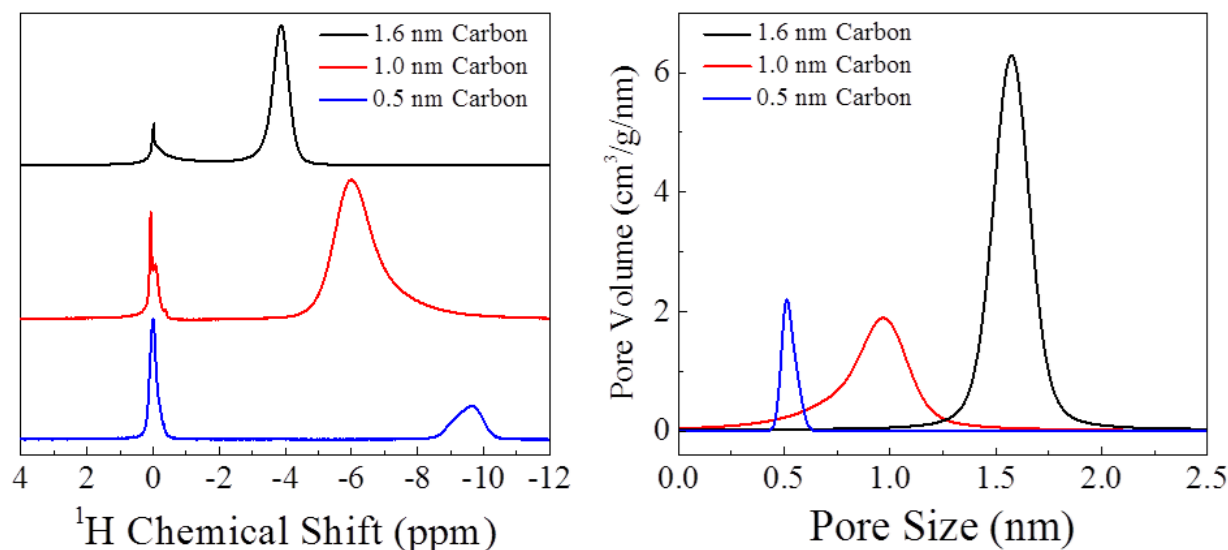 1.6 nm Carbon
1.0 nm Carbon
0.5 nm Carbon
4 2 0 -2 -4 -6 -8 -10 -12
¹H Chemical Shift (ppm)
Pore Volume (cm³/g/nm)
6
4
2
0
1.6 nm Carbon
1.0 nm Carbon
0.5 nm Carbon
0.0 0.5 1.0 1.5 2.0 2.5
Pore Size (nm)